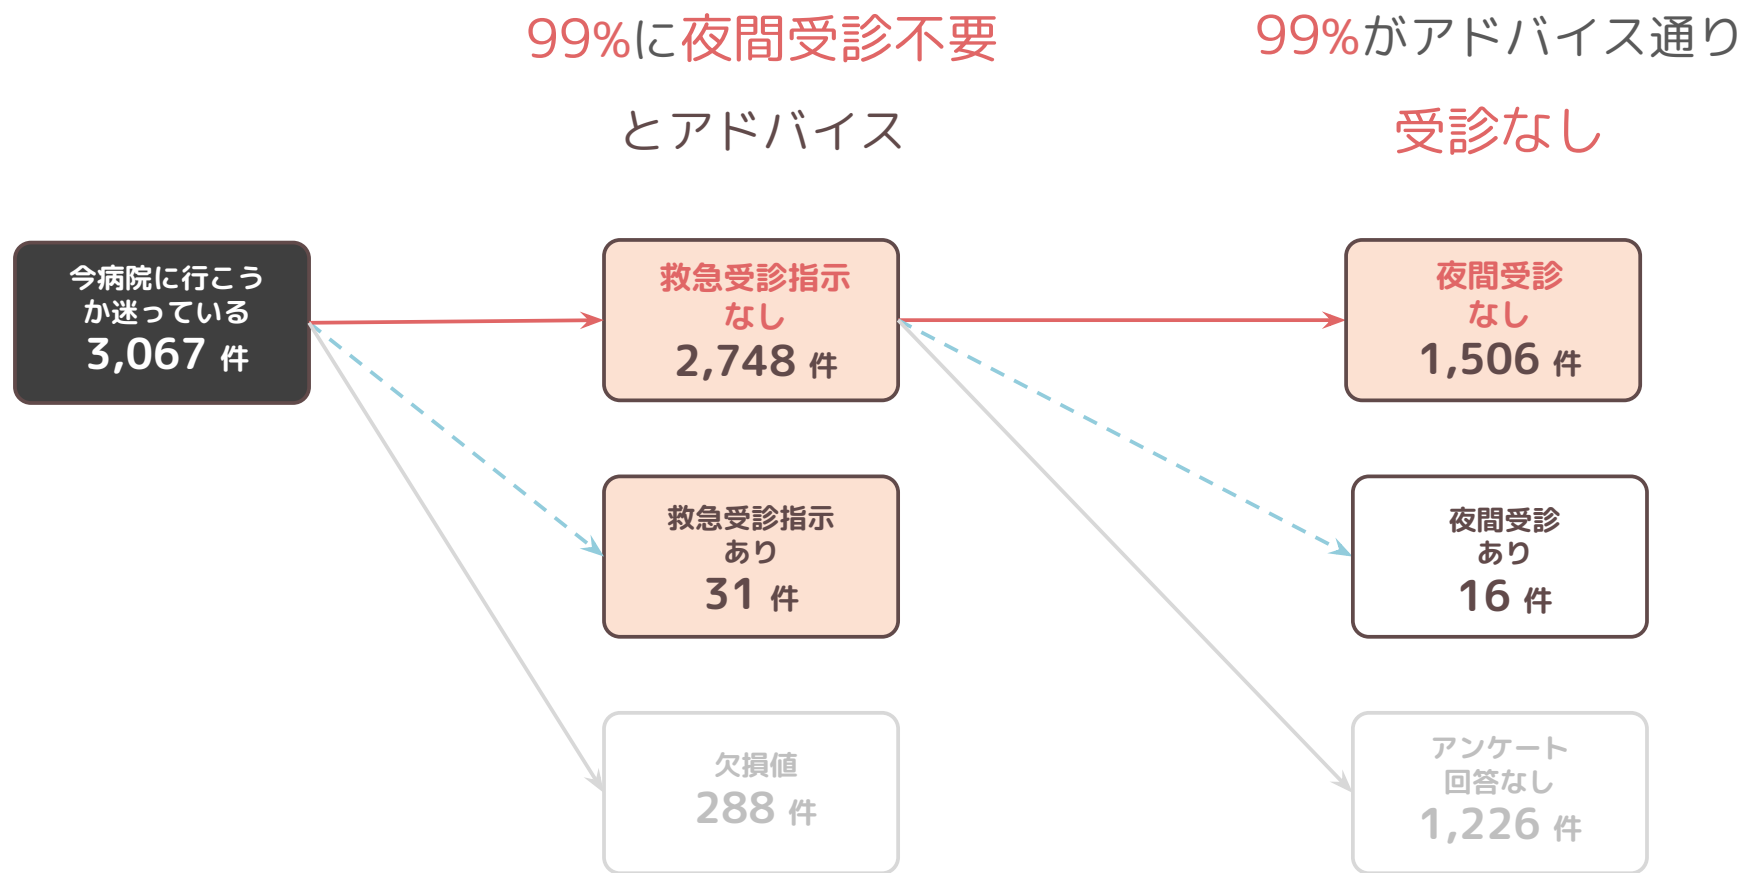 99%に夜間受診不要
とアドバイス
99%がアドバイス通り
受診なし
今病院に行こう
か迷っている
3,067 件
救急受診指示
なし
2,748 件
夜間受診
なし
1,506 件
救急受診指示
あり
31 件
夜間受診
あり
16 件
欠損値
288 件
アンケート
回答なし
1,226 件